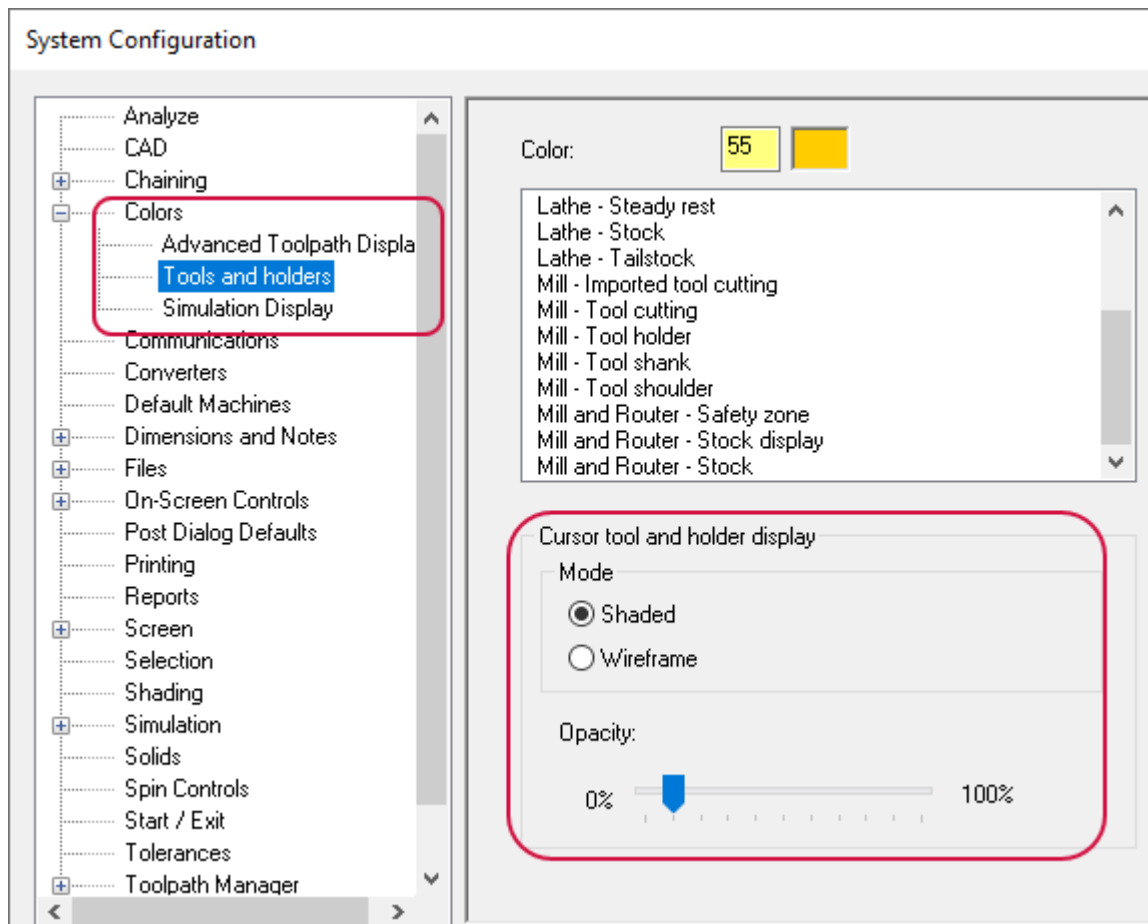 System Configuration
Analyze
CAD
Chaining
Colors
Advanced Toolpath Displa
Tools and holders
Simulation Display
Communications
Converters
Default Machines
Dimensions and Notes
Files
On-Screen Controls
Post Dialog Defaults
Printing
Reports
Screen
Selection
Shading
Simulation
Solids
Spin Controls
Start / Exit
Tolerances
Toolpath Manager
Color: 55
Lathe - Steady rest
Lathe - Stock
Lathe - Tailstock
Mill - Imported tool cutting
Mill - Tool cutting
Mill - Tool holder
Mill - Tool shank
Mill - Tool shoulder
Mill and Router - Safety zone
Mill and Router - Stock display
Mill and Router - Stock
Cursor tool and holder display
Mode
Shaded
Wireframe
Opacity:
0% 100%